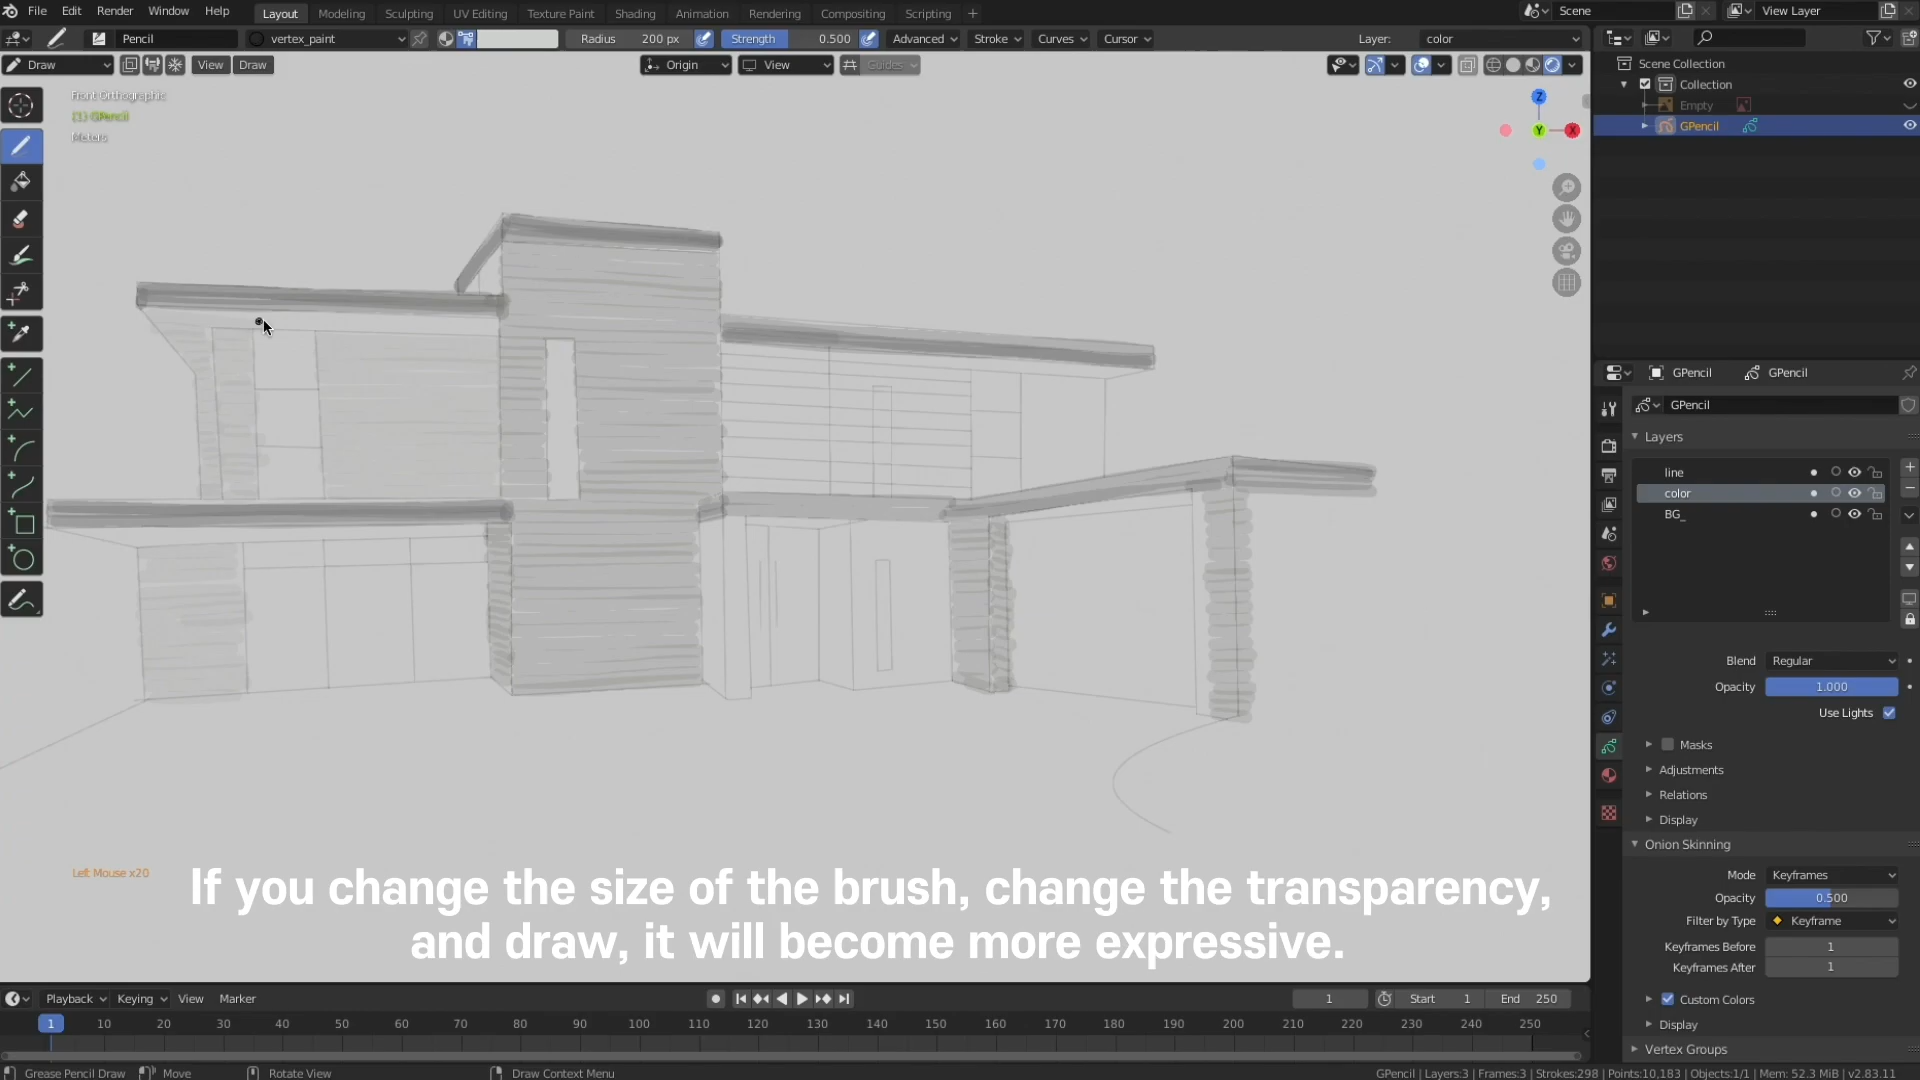 File Edit Render Window Help Layout Modeling Sculpting UV Editing Texture Paint Shading Animation Rendering Compositing Scripting + Scene View Layer
Pencil vertex_paint Radius 200 px Strength 0.500 Advanced Stroke Curves Cursor Layer: color
Draw View Draw Origin View Guides
Scene Collection
Collection
Empty
GPencil
Front Orthographic
(1) GPencil
Meters
Z
Y
X
GPencil GPencil
GPencil
Layers
line
color
BG_
Blend Regular
Opacity 1.000
Use Lights
Masks
Adjustments
Relations
Display
Onion Skinning
Mode Keyframes
Opacity 0.500
Filter by Type Keyframe
Keyframes Before 1
Keyframes After 1
Custom Colors
Display
Vertex Groups
Left Mouse x20
If you change the size of the brush, change the transparency,
and draw, it will become more expressive.
Playback Keying View Marker 1 Start 1 End 250
1 10 20 30 40 50 60 70 80 90 100 110 120 130 140 150 160 170 180 190 200 210 220 230 240 250
Grease Pencil Draw Move Rotate View Draw Context Menu GPencil | Layers:3 | Frames:3 | Strokes:298 | Points:10,183 | Objects:1/1 | Mem: 52.3 MiB | v2.83.11